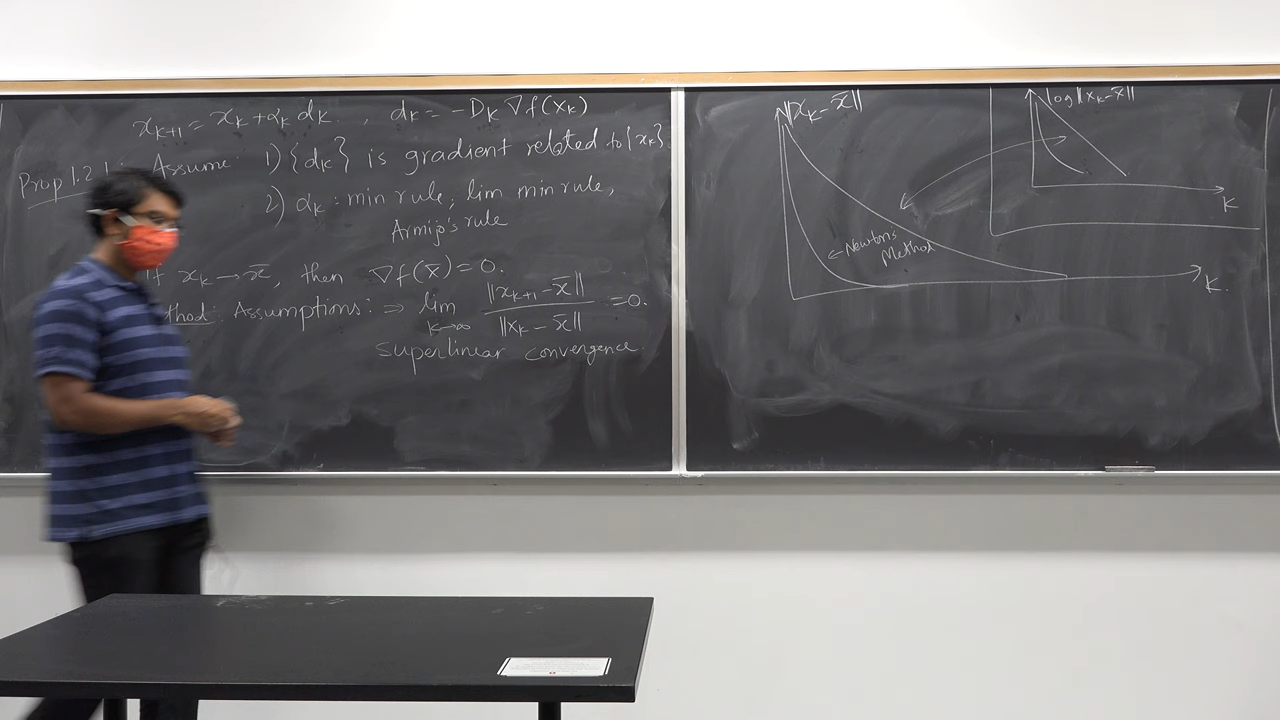 x_{k+1} = x_k + α_k d_k , d_k = -D_k ∇f(x_k)
Prop 1.2.1: Assume 1) {d_k} is gradient related to {x_k}.
2) α_k: min rule, lim min rule,
Armijo's rule
If x_k → x̄, then ∇f(x̄) = 0.
thod: Assumptions: ⇒ lim_{k→∞} ‖x_{k+1} - x̄‖ / ‖x_k - x̄‖ = 0.
superlinear convergence
‖x_k - x̄‖
← Newtons
Method
k.
log‖x_k - x̄‖
k